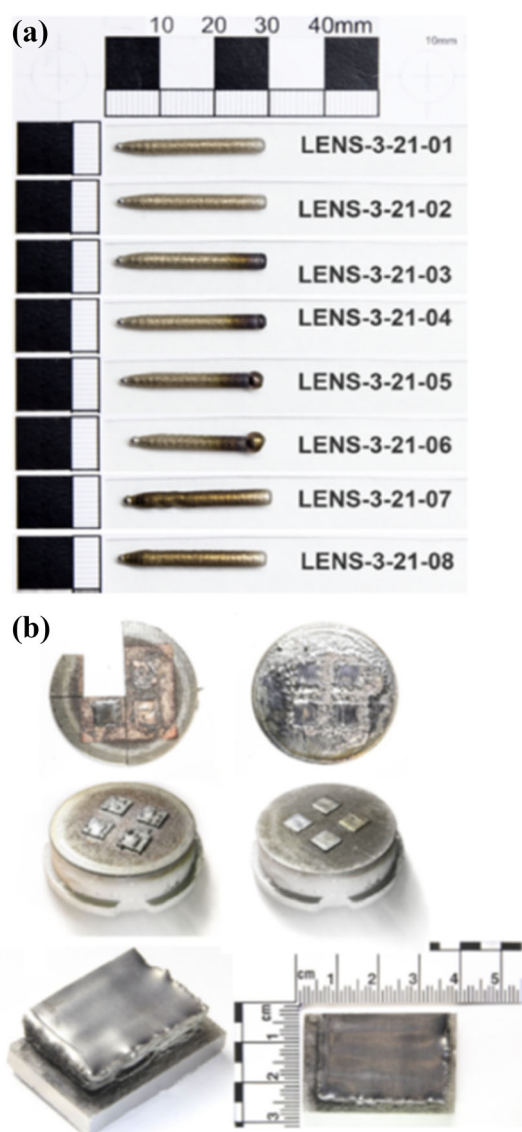 (a)
10 20 30 40mm
10mm
LENS-3-21-01
LENS-3-21-02
LENS-3-21-03
LENS-3-21-04
LENS-3-21-05
LENS-3-21-06
LENS-3-21-07
LENS-3-21-08
(b)
cm 1 2 3 4 5
cm
1
2
3